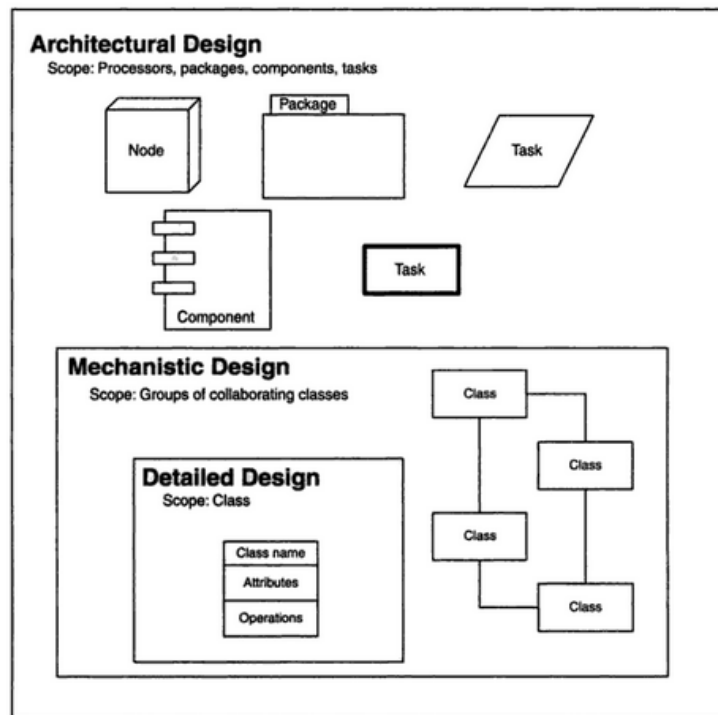 Architectural Design
Scope: Processors, packages, components, tasks
Node
Package
Task
Component
Task
Mechanistic Design
Scope: Groups of collaborating classes
Class
Class
Class
Class
Detailed Design
Scope: Class
Class name
Attributes
Operations